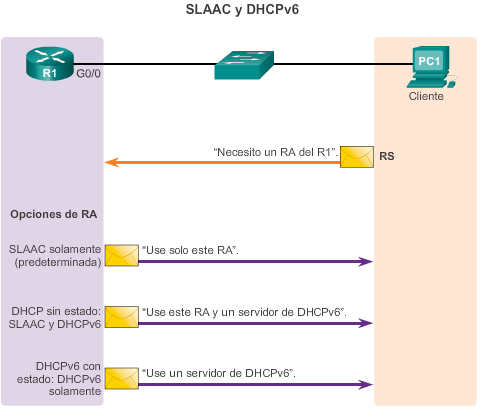 SLAAC y DHCPv6
R1
G0/0
PC1
Cliente
“Necesito un RA del R1”.
RS
Opciones de RA
SLAAC solamente
(predeterminada)
“Use solo este RA”.
DHCP sin estado:
SLAAC y DHCPv6
“Use este RA y un servidor de DHCPv6”.
DHCPv6 con
estado: DHCPv6
solamente
“Use un servidor de DHCPv6”.